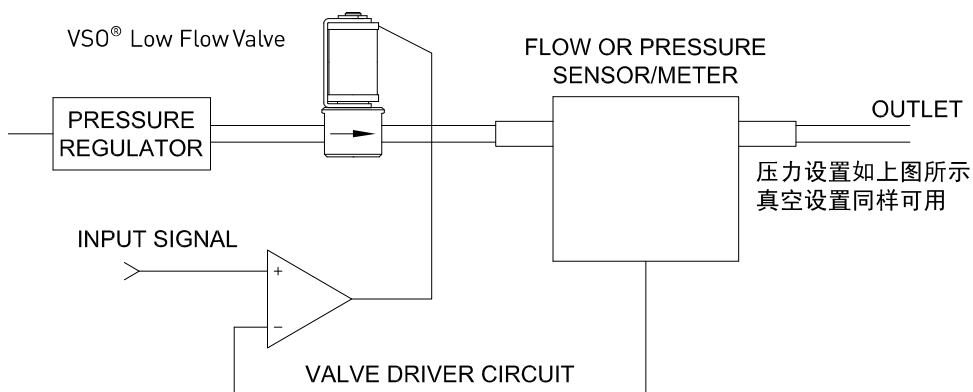 VSO® Low Flow Valve
FLOW OR PRESSURE
SENSOR/METER
PRESSURE
REGULATOR
OUTLET
压力设置如上图所示
真空设置同样可用
INPUT SIGNAL
+
−
VALVE DRIVER CIRCUIT